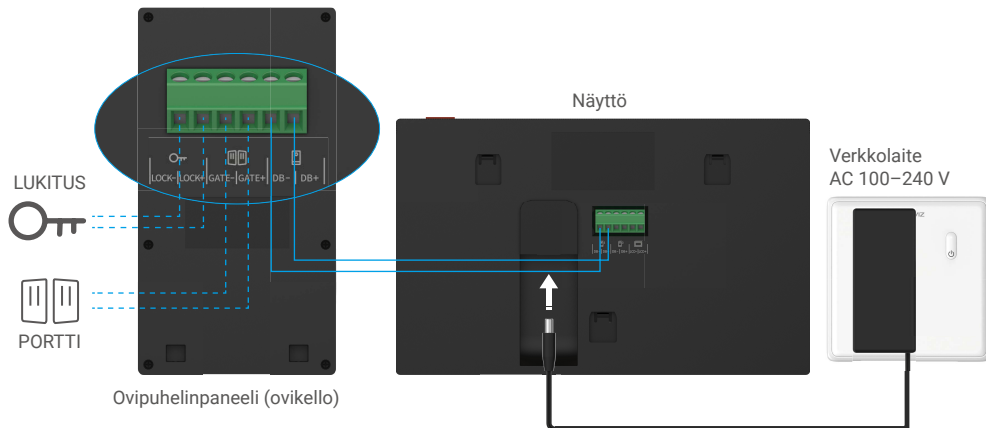 LOCK-
LOCK+
GATE-
GATE+
DB-
DB+
LUKITUS
PORTTI
Ovipuhelinpaneeli (ovikello)
Näyttö
Verkkolaite
AC 100–240 V